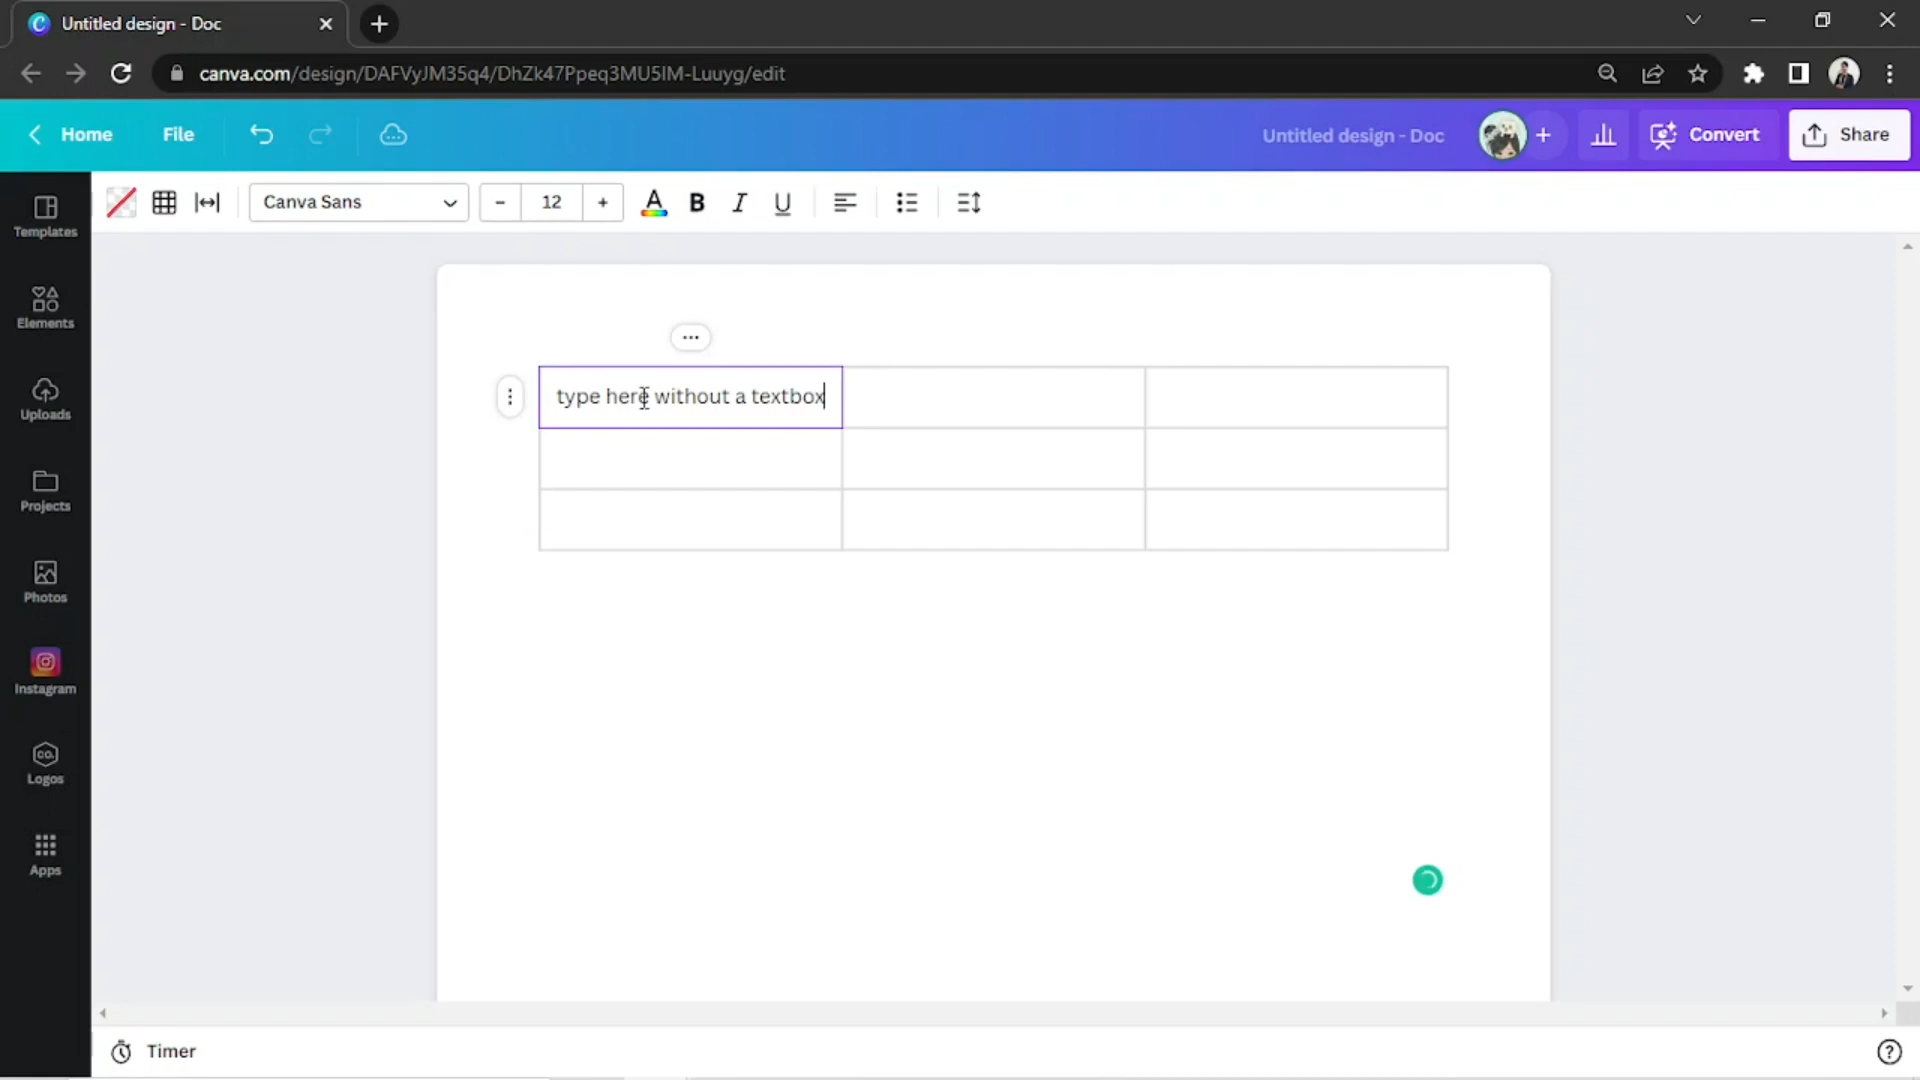 Untitled design - Doc
canva.com/design/DAFVyJM35q4/DhZk47Ppeq3MU5IM-Luuyg/edit
Home File Untitled design - Doc Convert Share
Canva Sans 12 A B I U
Templates
Elements
Uploads
Projects
Photos
Instagram
CO.
Logos
Apps
type here without a textbox
Timer